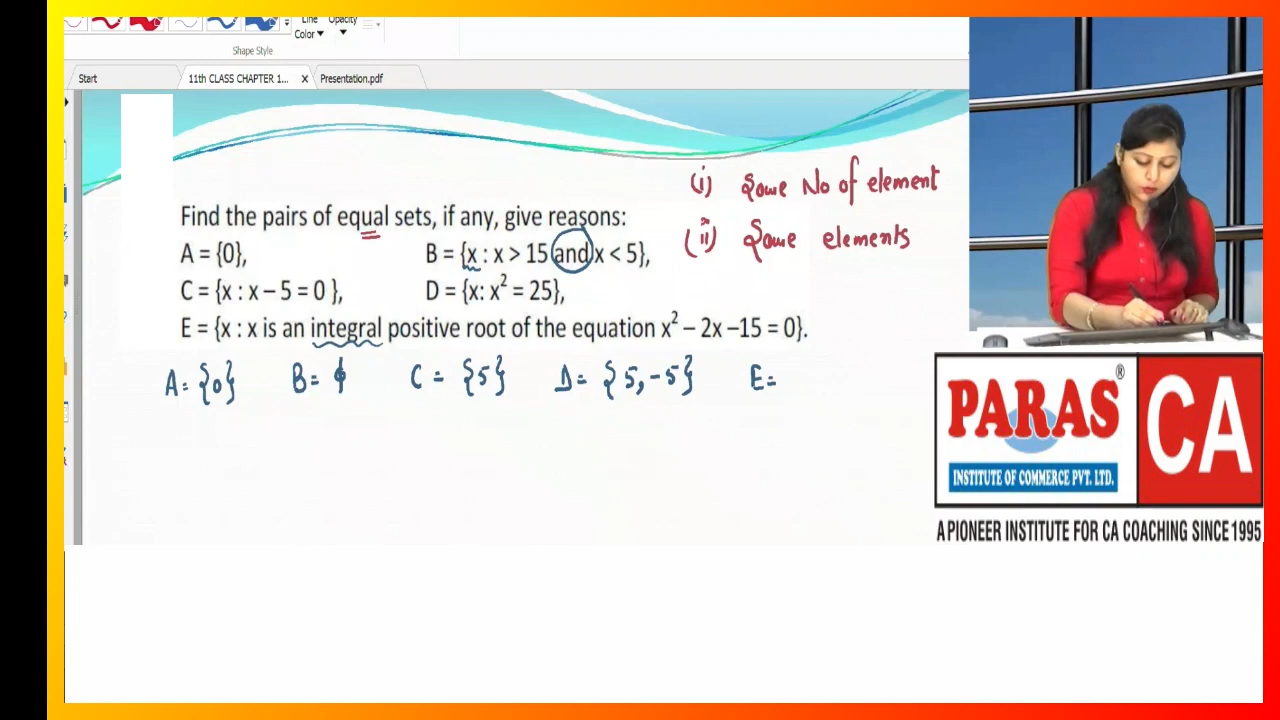 Line
Color
Opacity
Shape Style
Start
11th CLASS CHAPTER 1... X
Presentation.pdf
(i) Same No of element
Find the pairs of equal sets, if any, give reasons:
(ii) Same elements
A = {0}, B = {x : x > 15 and x < 5},
C = {x : x – 5 = 0 }, D = {x: x² = 25},
E = {x : x is an integral positive root of the equation x² – 2x –15 = 0}.
A = {0} B = ϕ C = {5} D = {5, -5} E =
PARAS®
CA
INSTITUTE OF COMMERCE PVT. LTD.
A PIONEER INSTITUTE FOR CA COACHING SINCE 1995